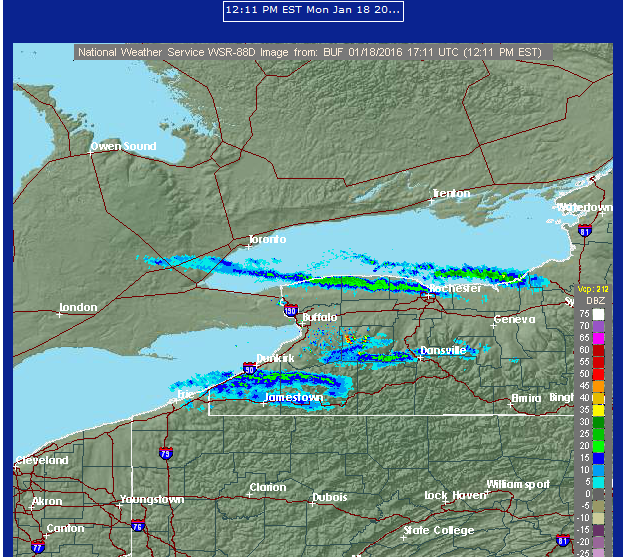 12:11 PM EST Mon Jan 18 20...
National Weather Service WSR-88D Image from: BUF 01/18/2016 17:11 UTC (12:11 PM EST)
Owen Sound
Trenton
Watertown
Toronto
81
Rochester
Vcp: 212
London
190
Sy
DBZ
Buffalo
Geneva
75
70
65
Dunkirk
Dansville
60
90
55
50
Erie
Jamestown
Elmira
Bing
45
40
35
30
25
79
20
Cleveland
15
10
Clarion
Williamsport
5
Akron
Youngstown
Dubois
Lock Haven
0
-5
Canton
76
State College
-10
77
81
-15
-20
-25